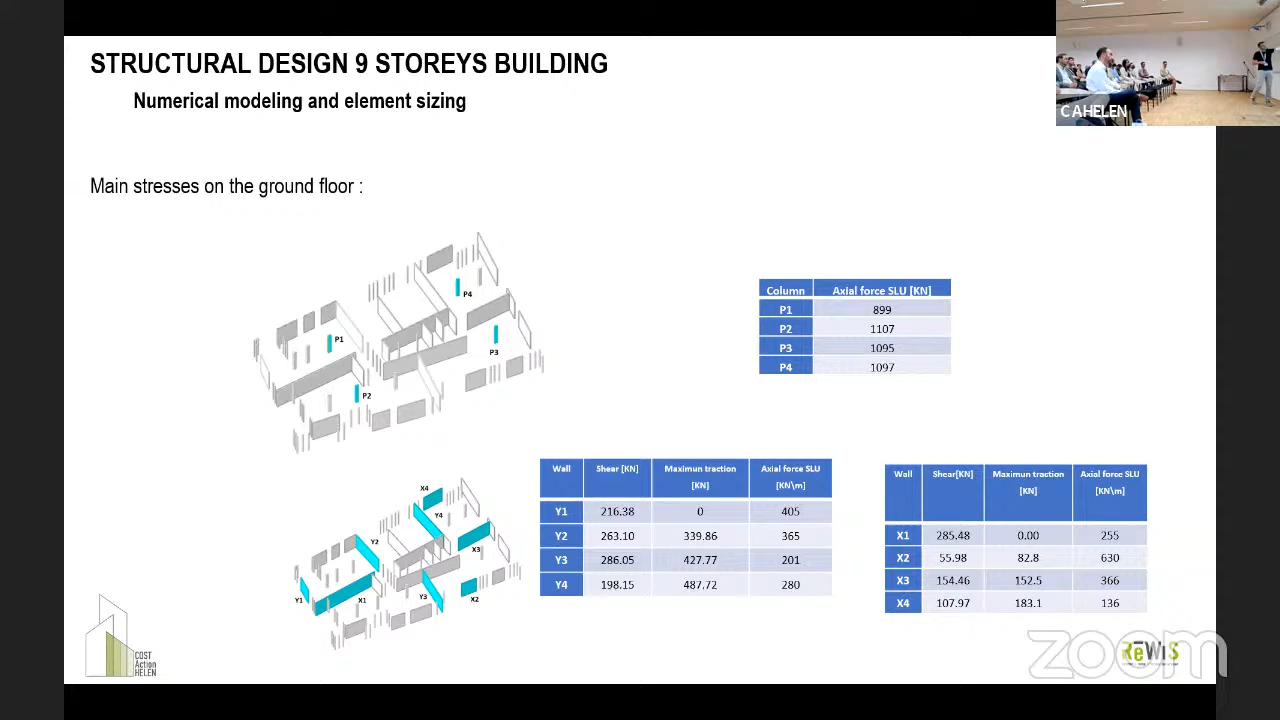 STRUCTURAL DESIGN 9 STOREYS BUILDING
Numerical modeling and element sizing
C AHELEN
Main stresses on the ground floor :
P4
P1
P3
P2
Column Axial force SLU [KN]
P1 899
P2 1107
P3 1095
P4 1097
X4
Y4
Y2
X3
Y1
X1
Y3
X2
Wall Shear [KN] Maximun traction [KN] Axial force SLU [KN\m]
Y1 216.38 0 405
Y2 263.10 339.86 365
Y3 286.05 427.77 201
Y4 198.15 487.72 280
Wall Shear[KN] Maximun traction [KN] Axial force SLU [KN\m]
X1 285.48 0.00 255
X2 55.98 82.8 630
X3 154.46 152.5 366
X4 107.97 183.1 136
COST
Action
HELEN
ReWiS
zoom